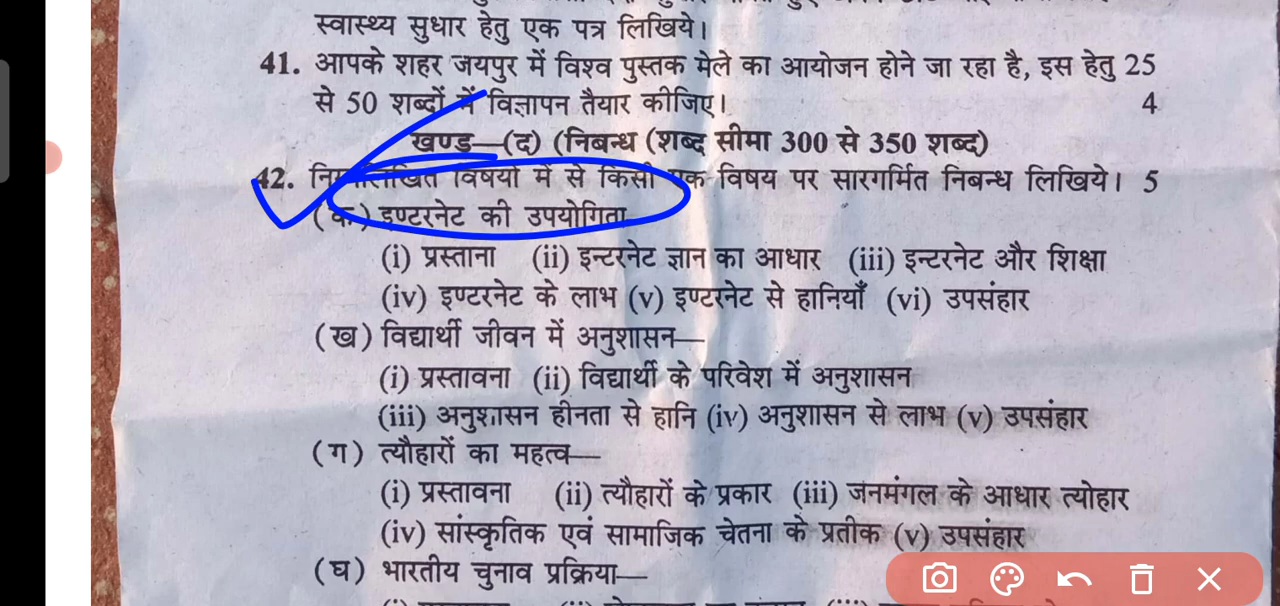 स्वास्थ्य सुधार हेतु एक पत्र लिखिये।
41. आपके शहर जयपुर में विश्व पुस्तक मेले का आयोजन होने जा रहा है, इस हेतु 25
से 50 शब्दों में विज्ञापन तैयार कीजिए। 4
खण्ड—(द) (निबन्ध (शब्द सीमा 300 से 350 शब्द)
42. निम्नलिखित विषयों में से किसी एक विषय पर सारगर्मित निबन्ध लिखिये। 5
(क) इण्टरनेट की उपयोगिता
(i) प्रस्ताना (ii) इन्टरनेट ज्ञान का आधार (iii) इन्टरनेट और शिक्षा
(iv) इण्टरनेट के लाभ (v) इण्टरनेट से हानियाँ (vi) उपसंहार
(ख) विद्यार्थी जीवन में अनुशासन—
(i) प्रस्तावना (ii) विद्यार्थी के परिवेश में अनुशासन
(iii) अनुशासन हीनता से हानि (iv) अनुशासन से लाभ (v) उपसंहार
(ग) त्यौहारों का महत्व—
(i) प्रस्तावना (ii) त्यौहारों के प्रकार (iii) जनमंगल के आधार त्योहार
(iv) सांस्कृतिक एवं सामाजिक चेतना के प्रतीक (v) उपसंहार
(घ) भारतीय चुनाव प्रक्रिया—